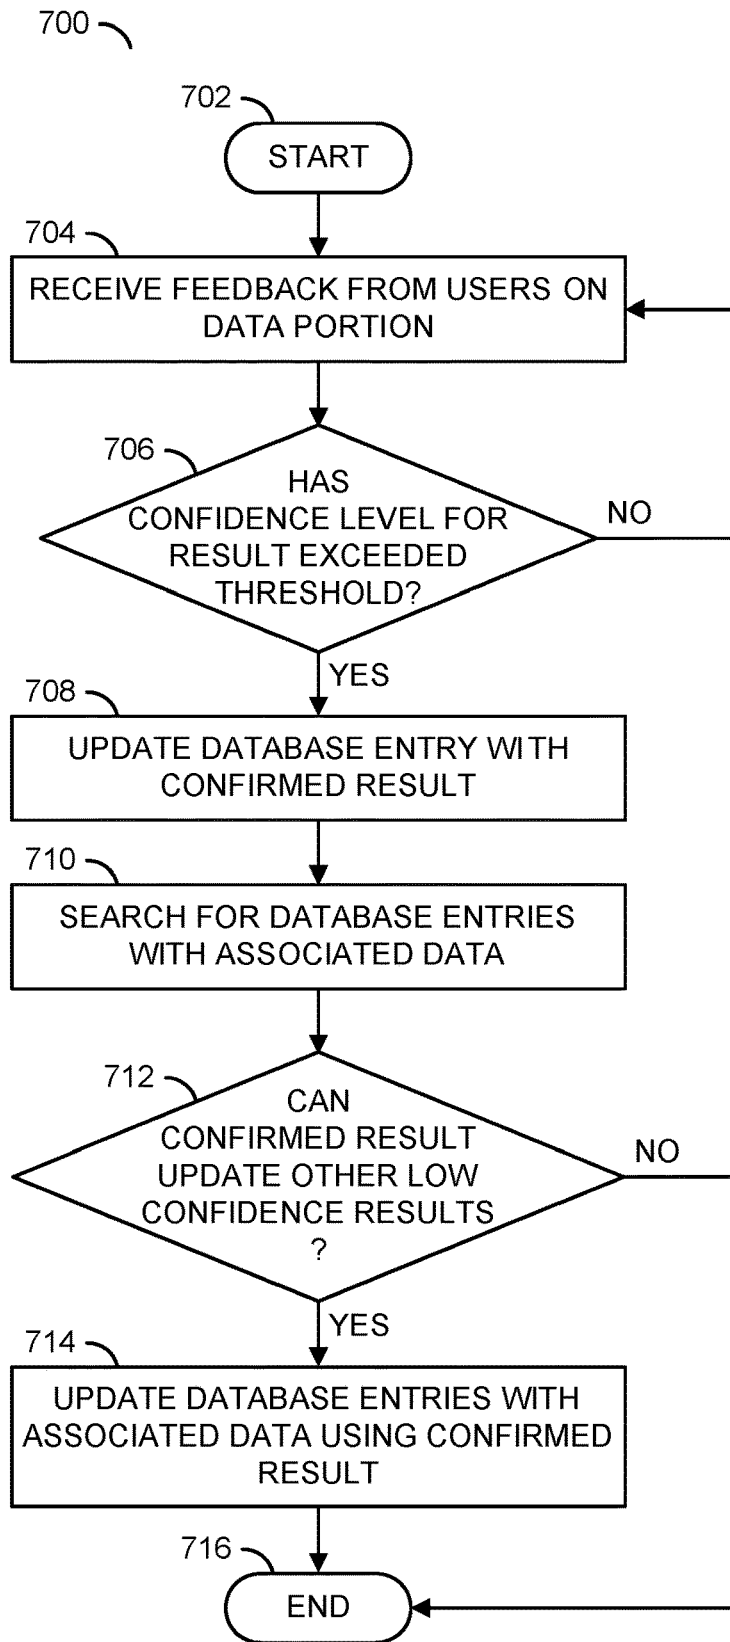 700
702
START
704
RECEIVE FEEDBACK FROM USERS ON
DATA PORTION
706
HAS
CONFIDENCE LEVEL FOR
RESULT EXCEEDED
THRESHOLD?
NO
YES
708
UPDATE DATABASE ENTRY WITH
CONFIRMED RESULT
710
SEARCH FOR DATABASE ENTRIES
WITH ASSOCIATED DATA
712
CAN
CONFIRMED RESULT
UPDATE OTHER LOW
CONFIDENCE RESULTS
?
NO
YES
714
UPDATE DATABASE ENTRIES WITH
ASSOCIATED DATA USING CONFIRMED
RESULT
716
END